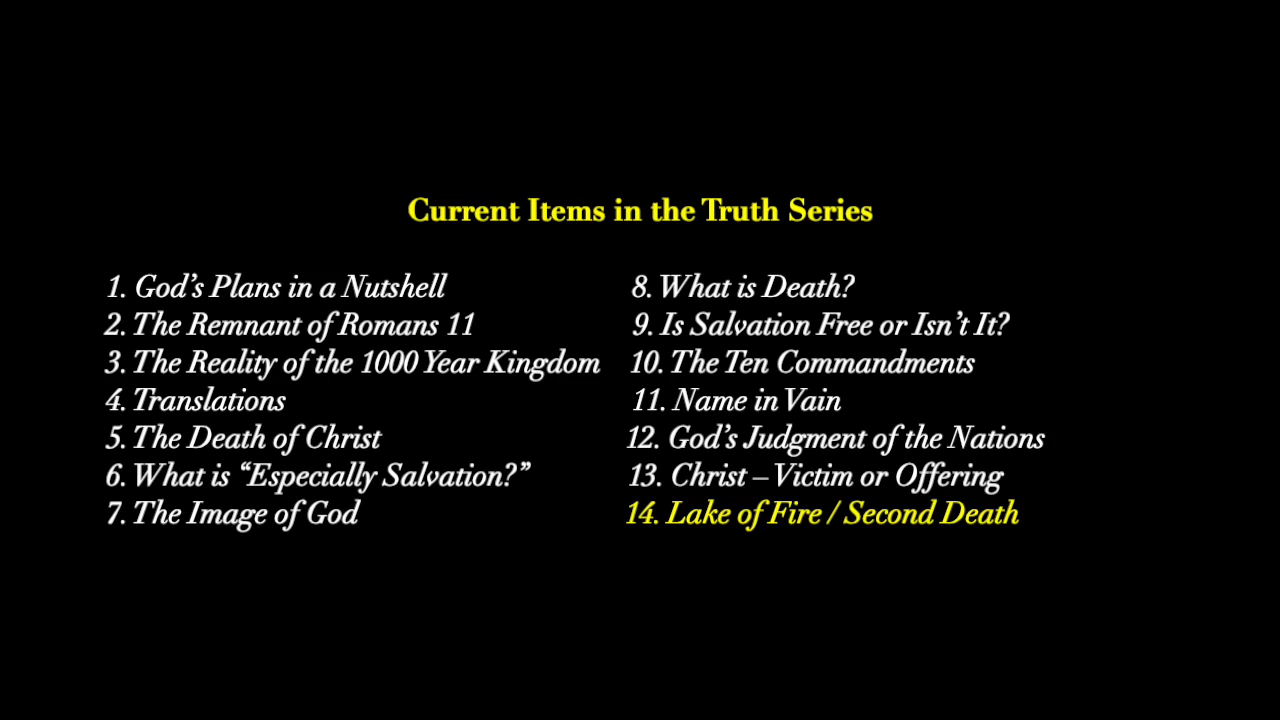 Current Items in the Truth Series
1. God’s Plans in a Nutshell
2. The Remnant of Romans 11
3. The Reality of the 1000 Year Kingdom
4. Translations
5. The Death of Christ
6. What is “Especially Salvation?”
7. The Image of God
8. What is Death?
9. Is Salvation Free or Isn’t It?
10. The Ten Commandments
11. Name in Vain
12. God’s Judgment of the Nations
13. Christ – Victim or Offering
14. Lake of Fire / Second Death